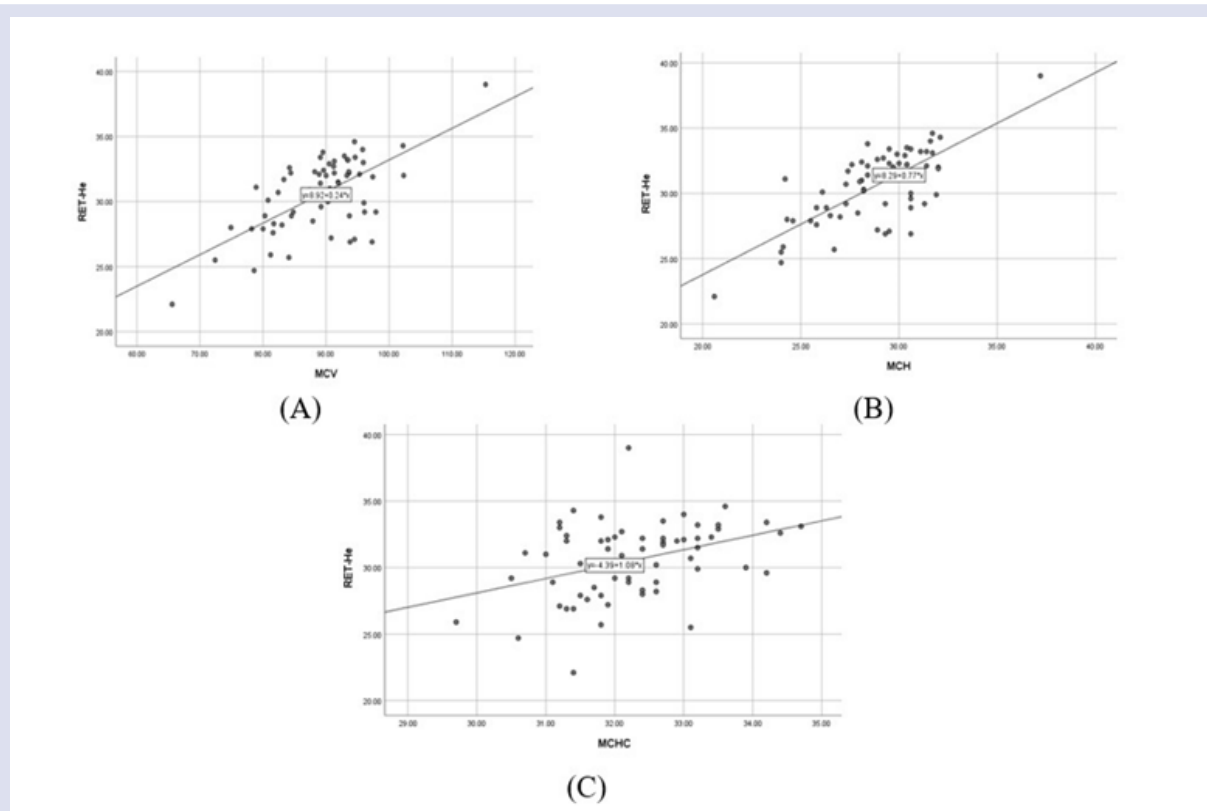 40.00
35.00
30.00
25.00
20.00
RET-He
y=8.92+0.24*x
60.00 70.00 80.00 90.00 100.00 110.00 120.00
MCV
(A)
40.00
35.00
30.00
25.00
20.00
RET-He
y=8.29+0.77*x
20.00 25.00 30.00 35.00 40.00
MCH
(B)
40.00
35.00
30.00
25.00
20.00
RET-He
y=-4.39+1.09*x
29.00 30.00 31.00 32.00 33.00 34.00 35.00
MCHC
(C)